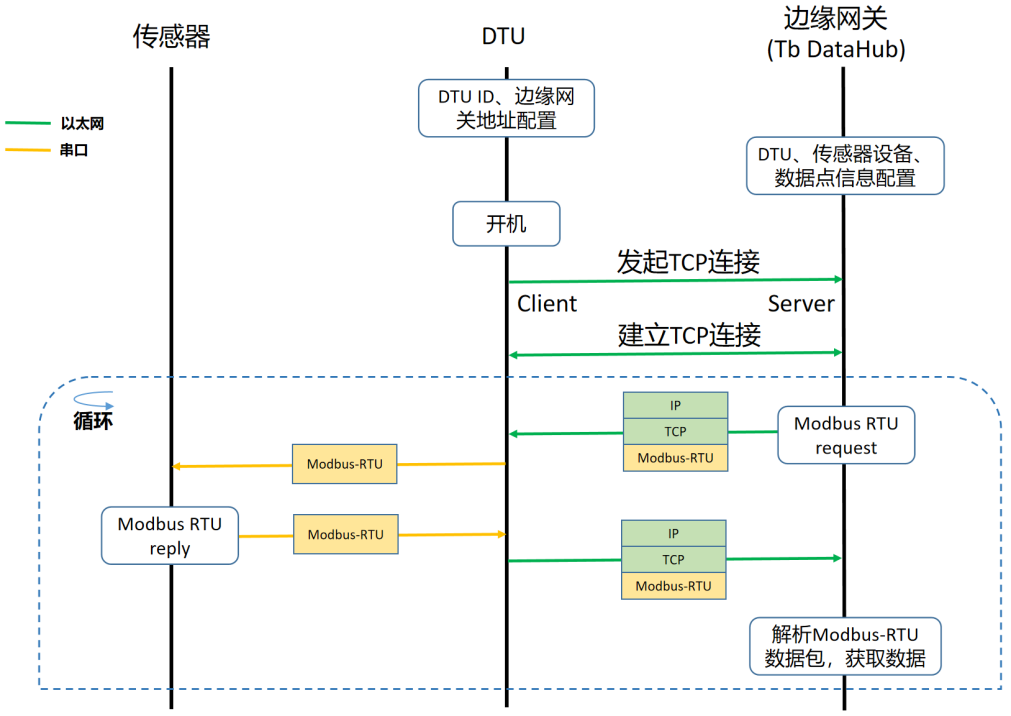 传感器
DTU
边缘网关
(Tb DataHub)
以太网
串口
DTU ID、边缘网
关地址配置
DTU、传感器设备、
数据点信息配置
开机
发起TCP连接
Client
Server
建立TCP连接
循环
IP
TCP
Modbus-RTU
Modbus RTU
request
Modbus-RTU
Modbus RTU
reply
Modbus-RTU
IP
TCP
Modbus-RTU
解析Modbus-RTU
数据包，获取数据